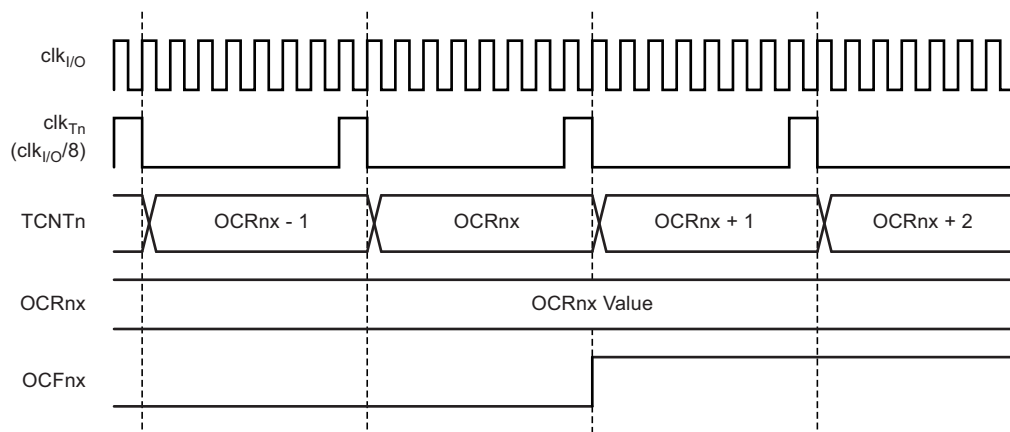 clkI/O
clkTn
(clkI/O/8)
TCNTn OCRnx - 1 OCRnx OCRnx + 1 OCRnx + 2
OCRnx OCRnx Value
OCFnx